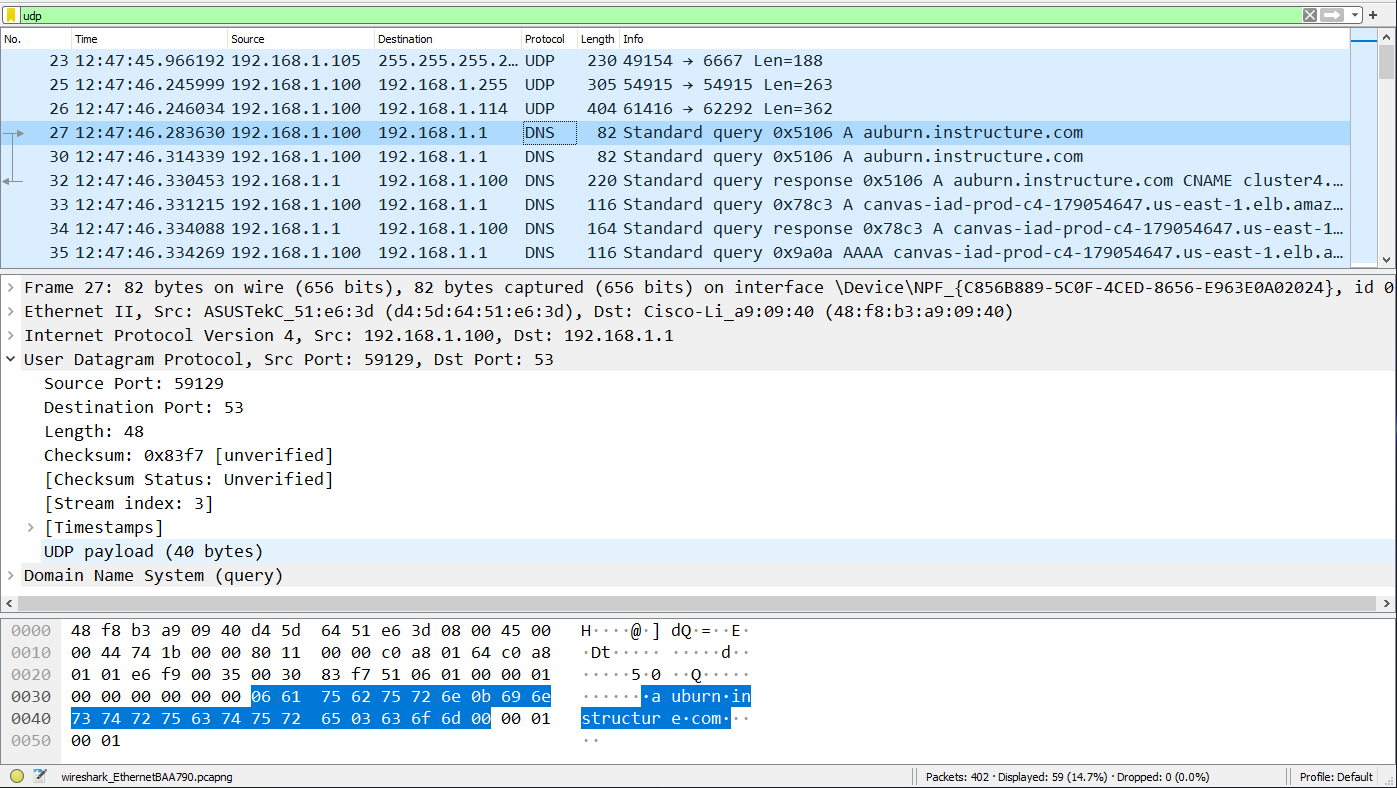 udp
No. Time Source Destination Protocol Length Info
23 12:47:45.966192 192.168.1.105 255.255.255.2… UDP 230 49154 → 6667 Len=188
25 12:47:46.245999 192.168.1.100 192.168.1.255 UDP 305 54915 → 54915 Len=263
26 12:47:46.246034 192.168.1.100 192.168.1.114 UDP 404 61416 → 62292 Len=362
27 12:47:46.283630 192.168.1.100 192.168.1.1 DNS 82 Standard query 0x5106 A auburn.instructure.com
30 12:47:46.314339 192.168.1.100 192.168.1.1 DNS 82 Standard query 0x5106 A auburn.instructure.com
32 12:47:46.330453 192.168.1.1 192.168.1.100 DNS 220 Standard query response 0x5106 A auburn.instructure.com CNAME cluster4.…
33 12:47:46.331215 192.168.1.100 192.168.1.1 DNS 116 Standard query 0x78c3 A canvas-iad-prod-c4-179054647.us-east-1.elb.amaz…
34 12:47:46.334088 192.168.1.1 192.168.1.100 DNS 164 Standard query response 0x78c3 A canvas-iad-prod-c4-179054647.us-east-1…
35 12:47:46.334269 192.168.1.100 192.168.1.1 DNS 116 Standard query 0x9a0a AAAA canvas-iad-prod-c4-179054647.us-east-1.elb.a…
Frame 27: 82 bytes on wire (656 bits), 82 bytes captured (656 bits) on interface \Device\NPF_{C856B889-5C0F-4CED-8656-E963E0A02024}, id 0
Ethernet II, Src: ASUSTekC_51:e6:3d (d4:5d:64:51:e6:3d), Dst: Cisco-Li_a9:09:40 (48:f8:b3:a9:09:40)
Internet Protocol Version 4, Src: 192.168.1.100, Dst: 192.168.1.1
User Datagram Protocol, Src Port: 59129, Dst Port: 53
Source Port: 59129
Destination Port: 53
Length: 48
Checksum: 0x83f7 [unverified]
[Checksum Status: Unverified]
[Stream index: 3]
[Timestamps]
UDP payload (40 bytes)
Domain Name System (query)
0000 48 f8 b3 a9 09 40 d4 5d 64 51 e6 3d 08 00 45 00 H····@·] dQ·=··E·
0010 00 44 74 1b 00 00 80 11 00 00 c0 a8 01 64 c0 a8 ·Dt····· ·····d··
0020 01 01 e6 f9 00 35 00 30 83 f7 51 06 01 00 00 01 ·····5·0 ··Q·····
0030 00 00 00 00 00 00 06 61 75 62 75 72 6e 0b 69 6e ·······a uburn·in
0040 73 74 72 75 63 74 75 72 65 03 63 6f 6d 00 00 01 structur e·com···
0050 00 01 ··
wireshark_EthernetBAA790.pcapng Packets: 402 · Displayed: 59 (14.7%) · Dropped: 0 (0.0%) Profile: Default